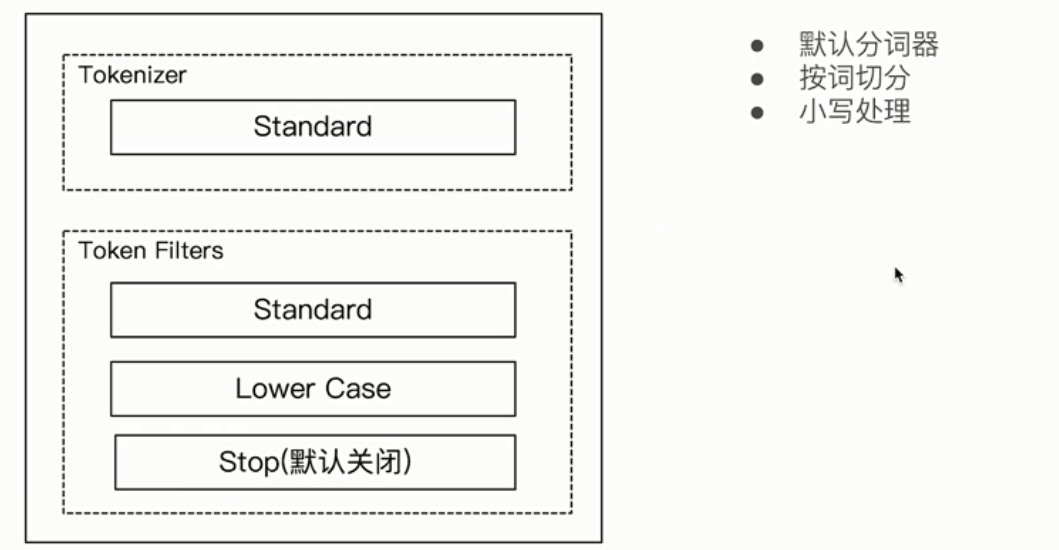 Tokenizer
Standard
Token Filters
Standard
Lower Case
Stop(默认关闭)
● 默认分词器
● 按词切分
● 小写处理